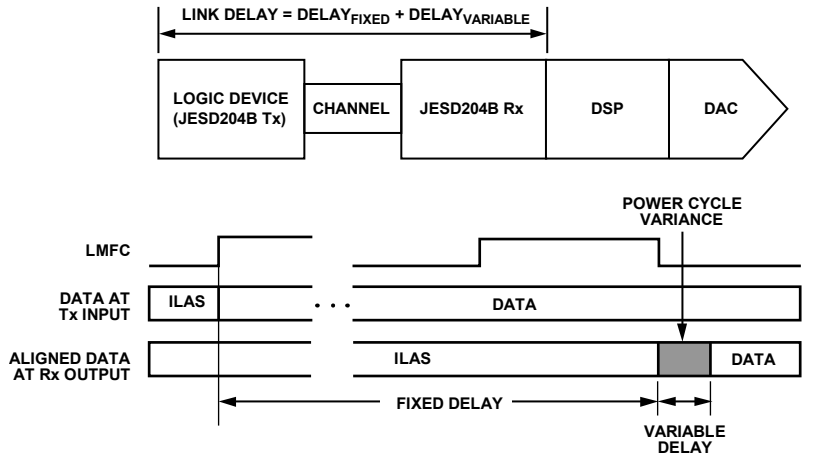 LINK DELAY = DELAYFIXED + DELAYVARIABLE
LOGIC DEVICE
(JESD204B Tx)
CHANNEL
JESD204B Rx
DSP
DAC
POWER CYCLE
VARIANCE
LMFC
DATA AT
Tx INPUT
ILAS
. . .
DATA
ALIGNED DATA
AT Rx OUTPUT
ILAS
DATA
FIXED DELAY
VARIABLE
DELAY